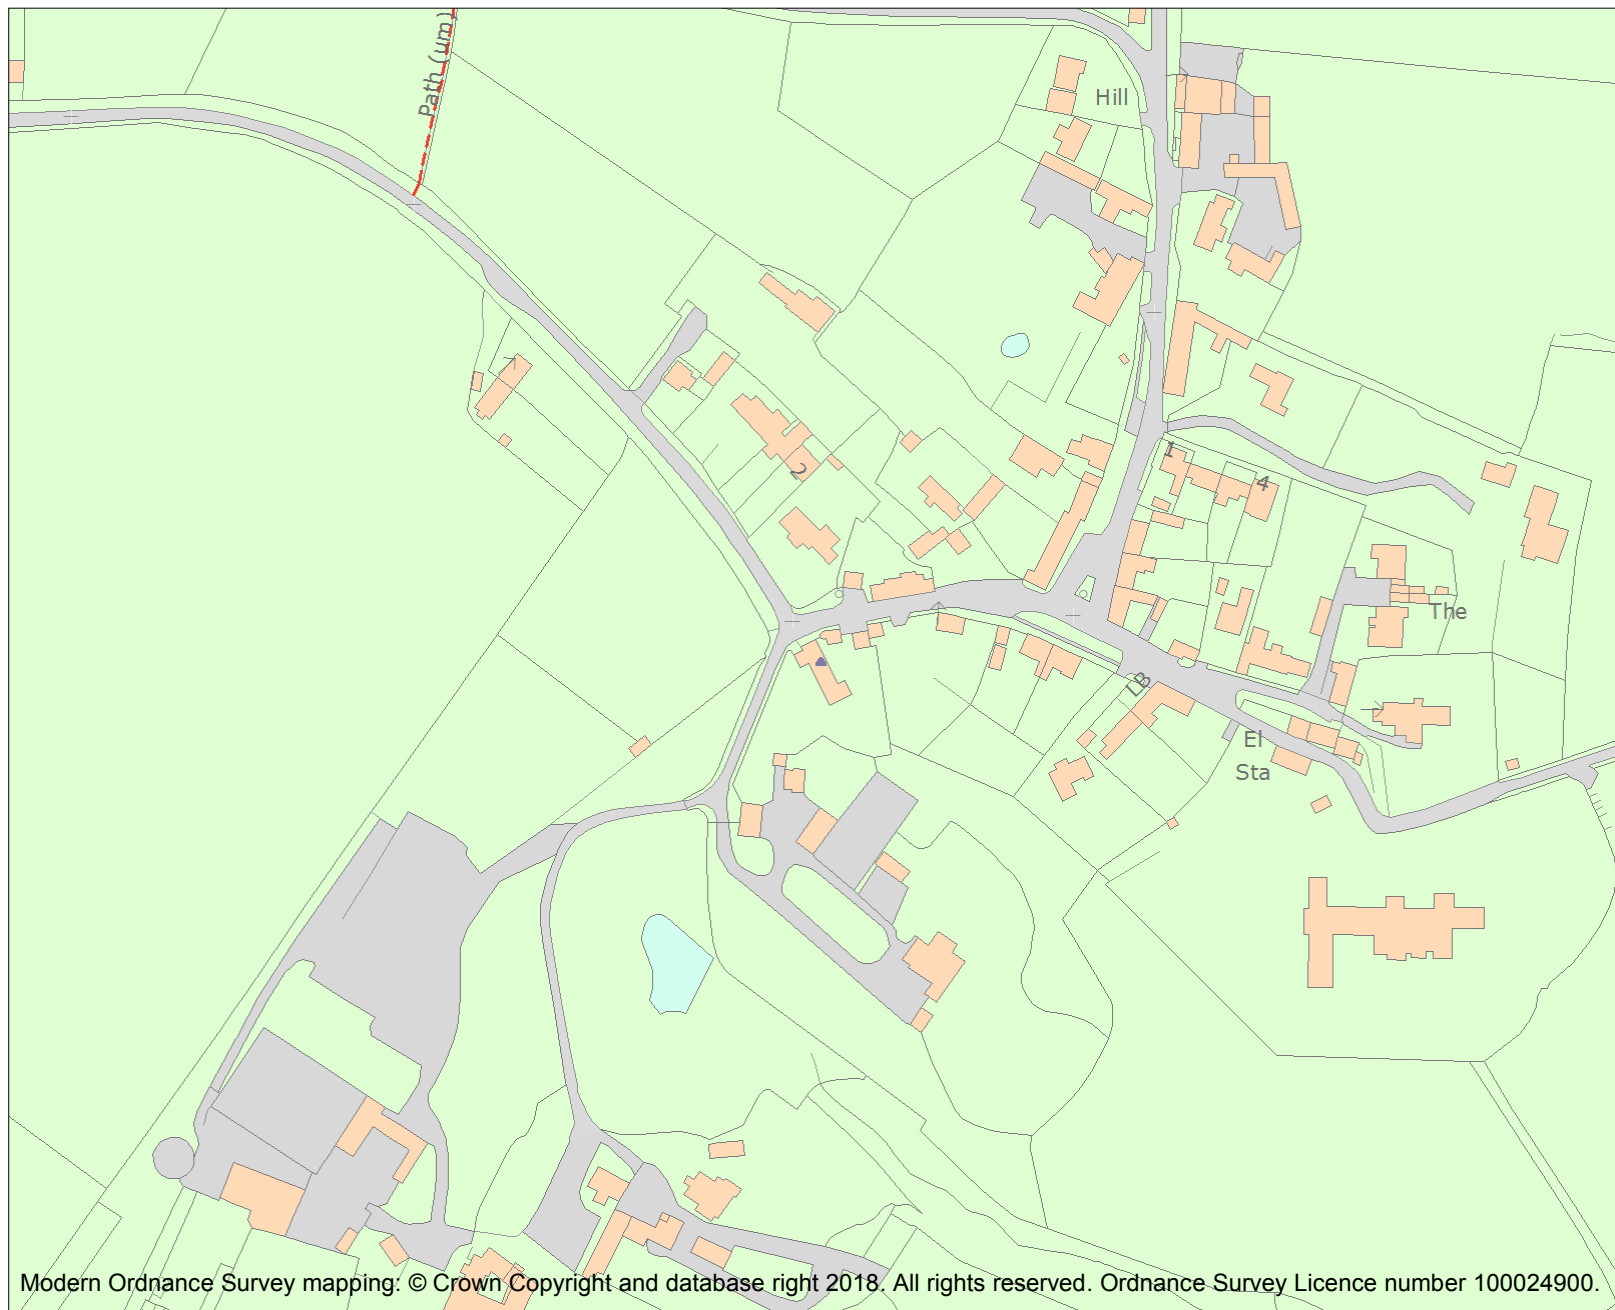 Path (um)
Hill
7
2
1
4
The
LB
El
Sta
Modern Ordnance Survey mapping: © Crown Copyright and database right 2018. All rights reserved. Ordnance Survey Licence number 100024900.